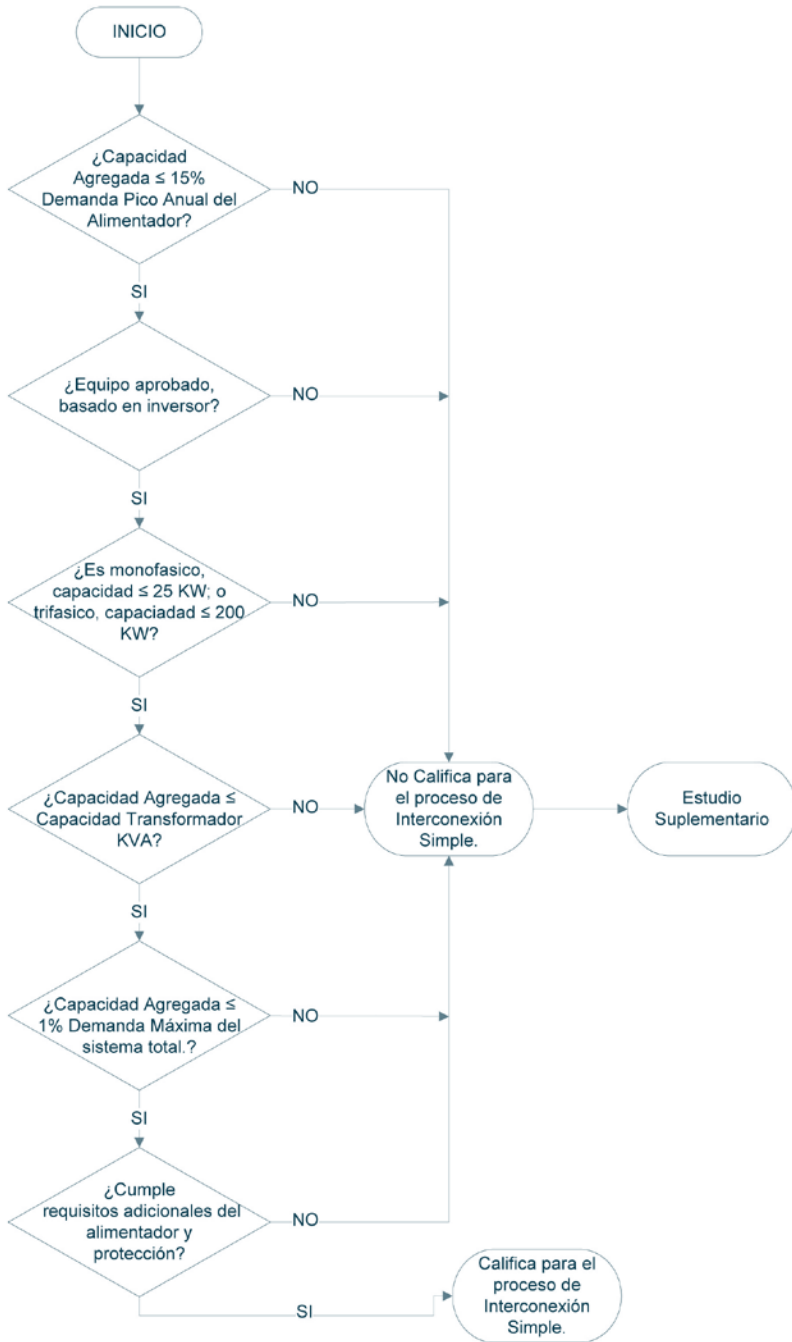 INICIO
¿Capacidad
Agregada ≤ 15%
Demanda Pico Anual del
Alimentador?
NO
SI
¿Equipo aprobado,
basado en inversor?
NO
SI
¿Es monofasico,
capacidad ≤ 25 KW; o
trifasico, capaciadad ≤ 200
KW?
NO
SI
¿Capacidad Agregada ≤
Capacidad Transformador
KVA?
NO
No Califica para
el proceso de
Interconexión
Simple.
Estudio
Suplementario
SI
¿Capacidad Agregada ≤
1% Demanda Máxima del
sistema total.?
NO
SI
¿Cumple
requisitos adicionales del
alimentador y
protección?
NO
SI
Califica para el
proceso de
Interconexión
Simple.